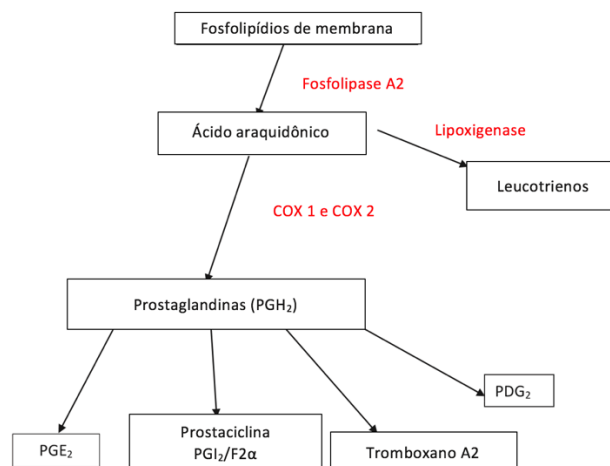 Fosfolipídios de membrana
Fosfolipase A2
Ácido araquidônico
Lipoxigenase
Leucotrienos
COX 1 e COX 2
Prostaglandinas (PGH₂)
PDG₂
PGE₂
Prostaciclina
PGI₂/F2α
Tromboxano A2